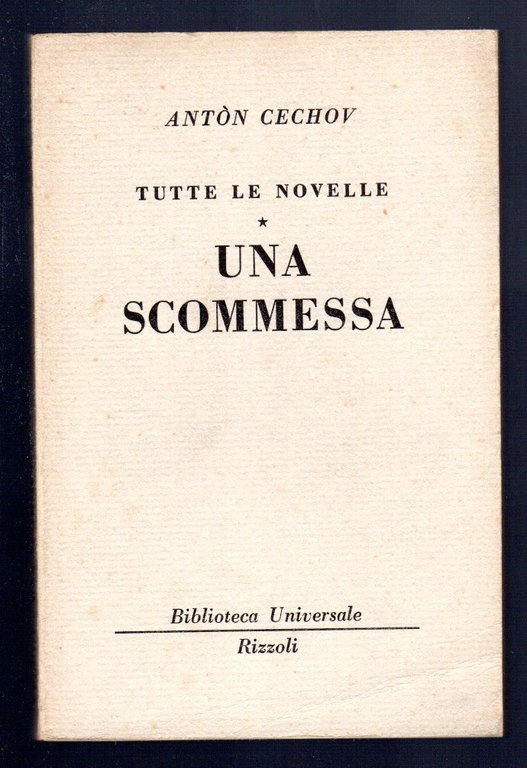 ANTÒN CECHOV
TUTTE LE NOVELLE
★
UNA
SCOMMESSA
Biblioteca Universale
Rizzoli